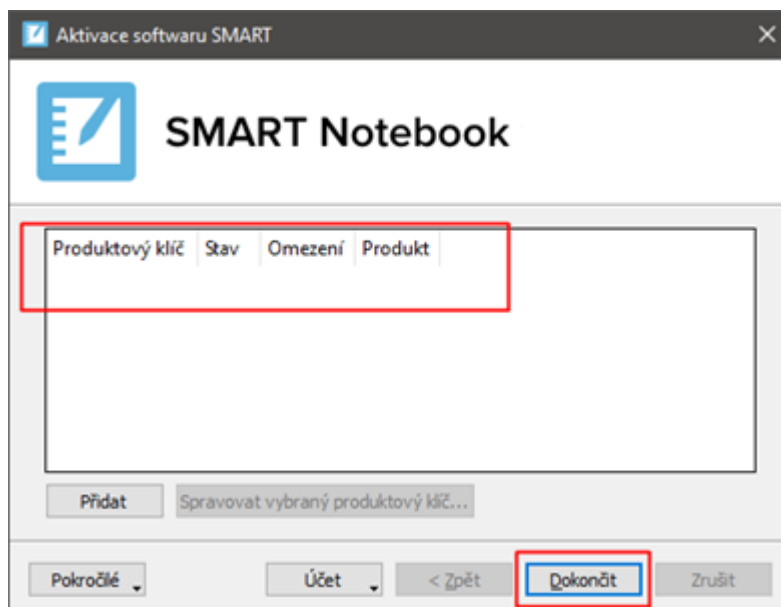 Aktivace softwaru SMART
SMART Notebook
Produktový klíč Stav Omezení Produkt
Přidat Spravovat vybraný produktový klíč...
Pokročilé Účet < Zpět Dokončit Zrušit